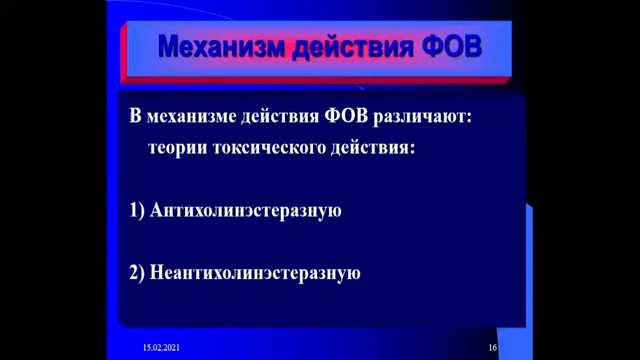 Механизм действия ФОВ
В механизме действия ФОВ различают:
теории токсического действия:
1) Антихолинэстеразную
2) Неантихолинэстеразную
15.02.2021
16